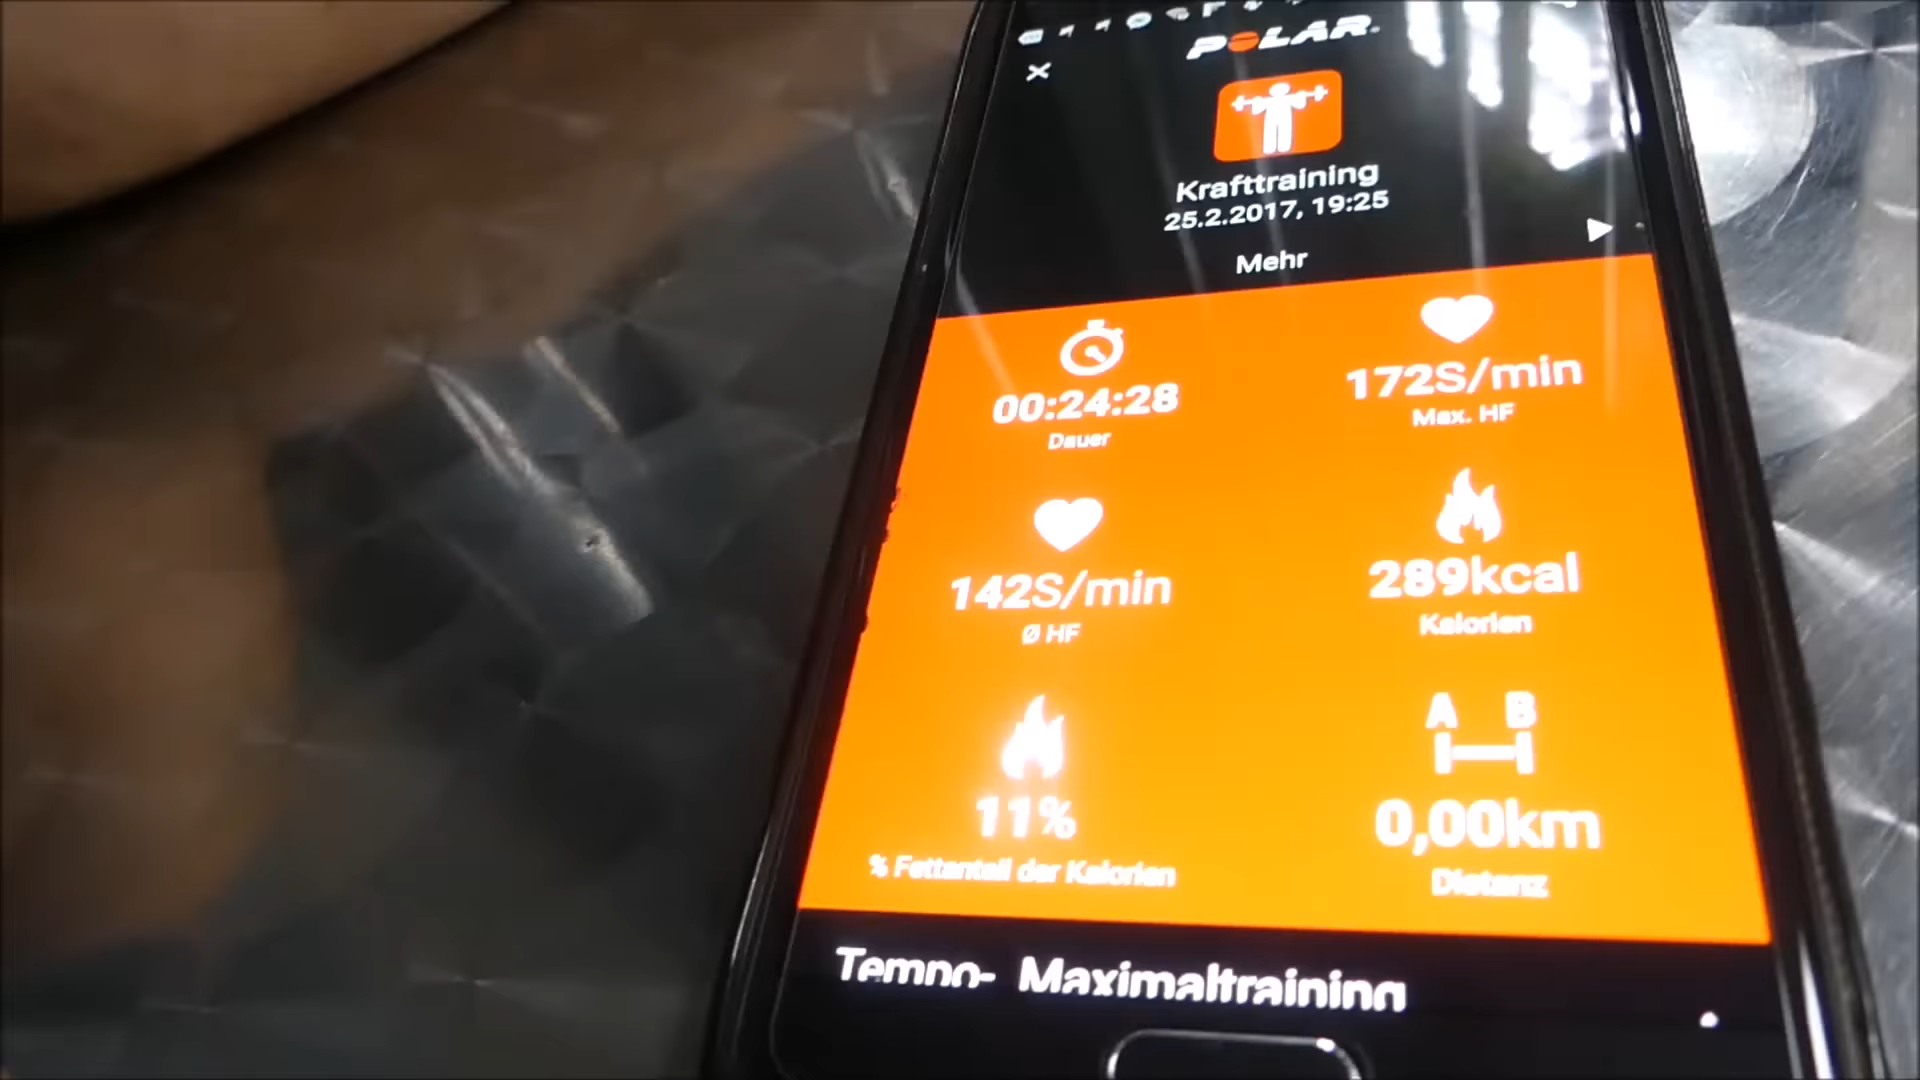 POLAR
Krafttraining
25.2.2017, 19:25
Mehr
00:24:28
Dauer
172S/min
Max. HF
142S/min
Ø HF
289kcal
Kalorien
11%
% Fettanteil der Kalorien
A B
0,00km
Distanz
Tempo- Maximaltraining